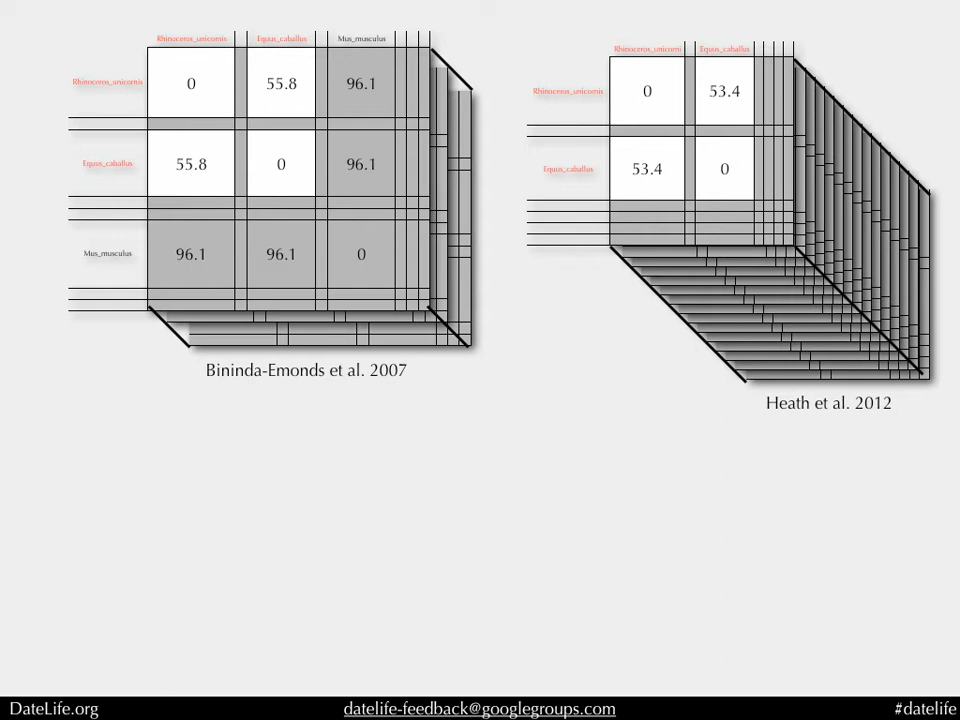 Rhinoceros_unicornis Equus_caballus Mus_musculus
Rhinoceros_unicornis 0 55.8 96.1
Equus_caballus 55.8 0 96.1
Mus_musculus 96.1 96.1 0
Bininda-Emonds et al. 2007
Rhinoceros_unicorni Equus_caballus
Rhinoceros_unicornis 0 53.4
Equus_caballus 53.4 0
Heath et al. 2012
DateLife.org datelife-feedback@googlegroups.com #datelife